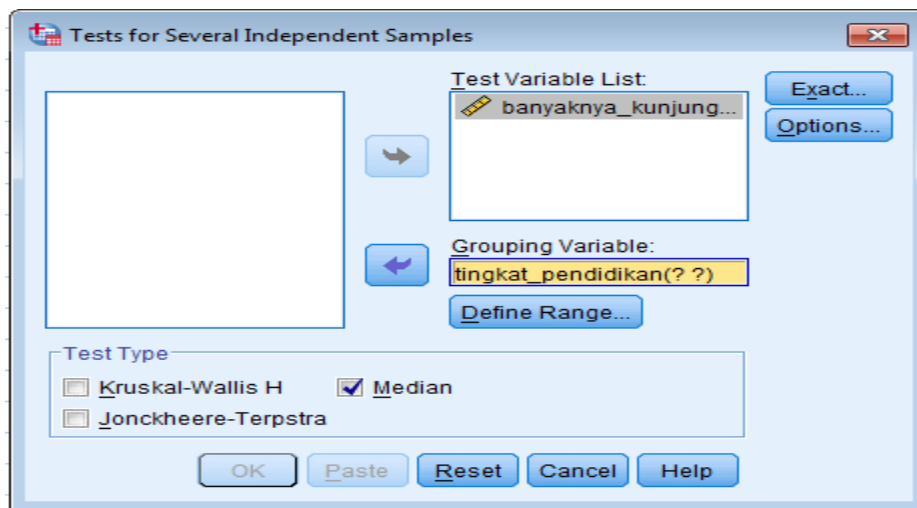 Tests for Several Independent Samples
Test Variable List:
banyaknya_kunjung...
Exact...
Options...
Grouping Variable:
tingkat_pendidikan(? ?)
Define Range...
Test Type
Kruskal-Wallis H
Median
Jonckheere-Terpstra
OK
Paste
Reset
Cancel
Help